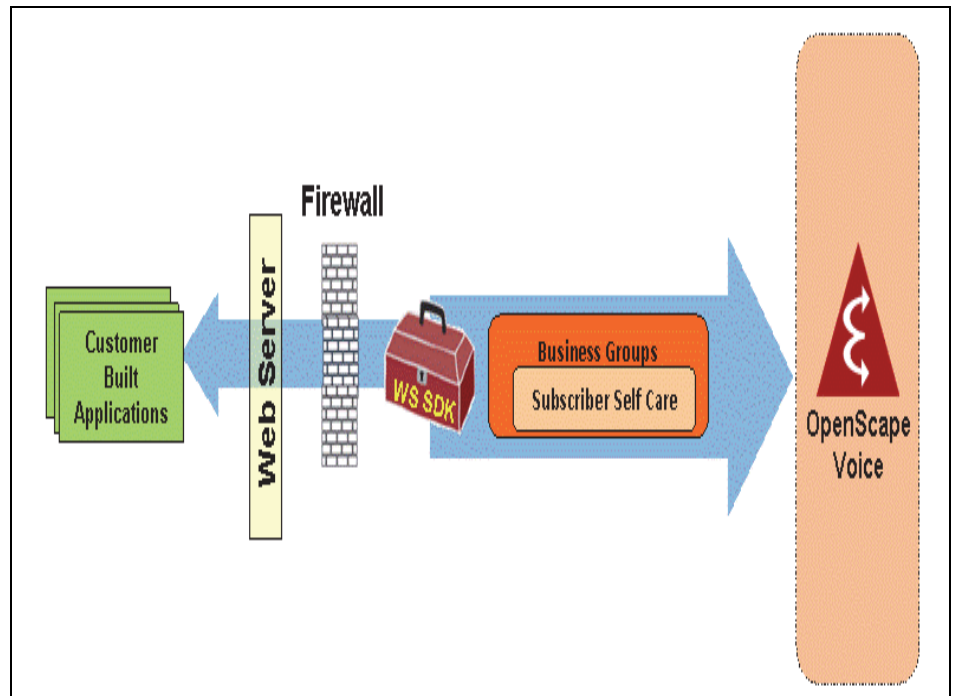 Firewall
Web Server
Customer
Built
Applications
WS SDK
Business Groups
Subscriber Self Care
OpenScape
Voice